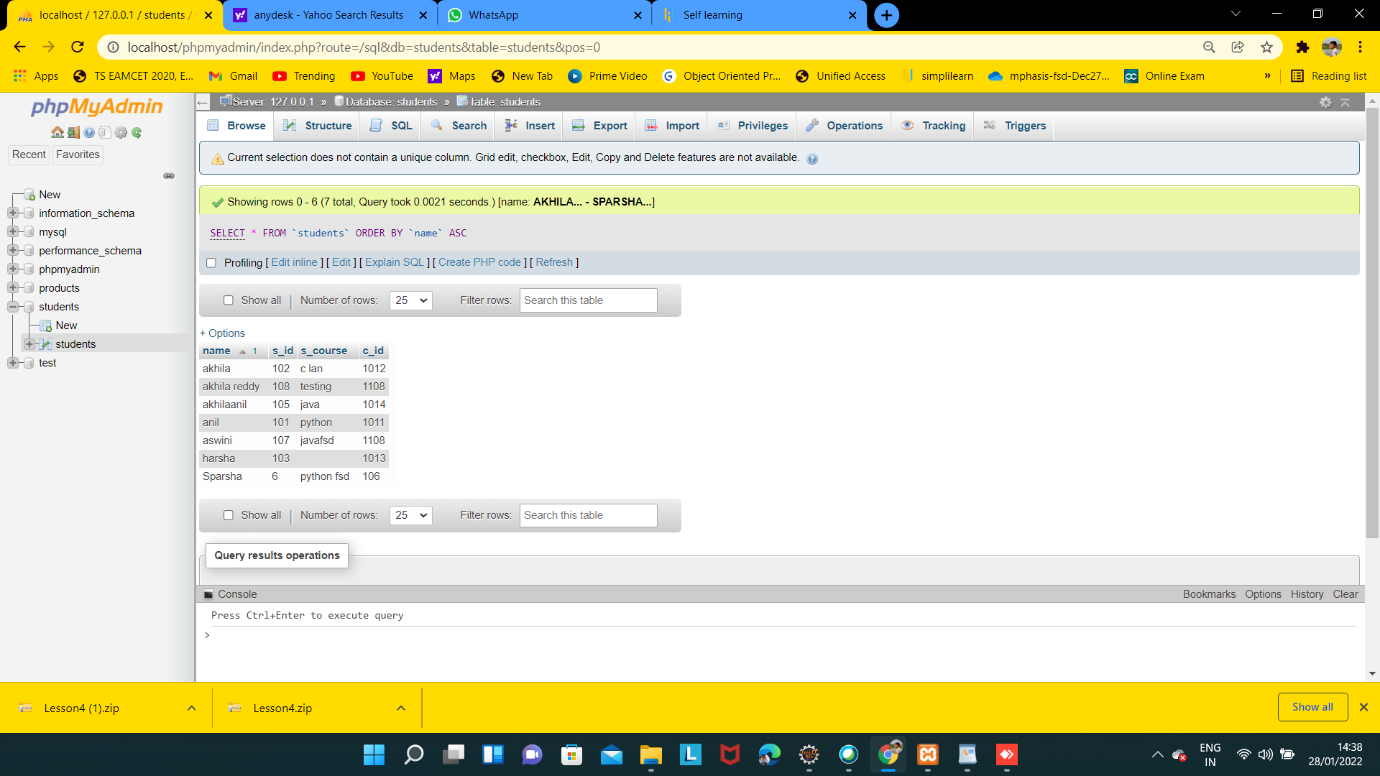 localhost / 127.0.0.1 / students /
anydesk - Yahoo Search Results
WhatsApp
Self learning
localhost/phpmyadmin/index.php?route=/sql&db=students&table=students&pos=0
Apps TS EAMCET 2020, E... Gmail Trending YouTube Maps New Tab Prime Video Object Oriented Pr... Unified Access simplilearn mphasis-fsd-Dec27... Online Exam » Reading list
phpMyAdmin
Recent Favorites
New
information_schema
mysql
performance_schema
phpmyadmin
products
students
New
students
test
Server: 127.0.0.1 » Database: students » Table: students
Browse Structure SQL Search Insert Export Import Privileges Operations Tracking Triggers
Current selection does not contain a unique column. Grid edit, checkbox, Edit, Copy and Delete features are not available.
Showing rows 0 - 6 (7 total, Query took 0.0021 seconds.) [name: AKHILA... - SPARSHA...]
SELECT * FROM `students` ORDER BY `name` ASC
Profiling [ Edit inline ] [ Edit ] [ Explain SQL ] [ Create PHP code ] [ Refresh ]
Show all | Number of rows: 25 Filter rows: Search this table
+ Options
name 1 s_id s_course c_id
akhila 102 c lan 1012
akhila reddy 108 testing 1108
akhilaanil 105 java 1014
anil 101 python 1011
aswini 107 javafsd 1108
harsha 103 1013
Sparsha 6 python fsd 106
Show all | Number of rows: 25 Filter rows: Search this table
Query results operations
Console Bookmarks Options History Clear
Press Ctrl+Enter to execute query
>
Lesson4 (1).zip Lesson4.zip Show all
ENG 14:38
IN 28/01/2022